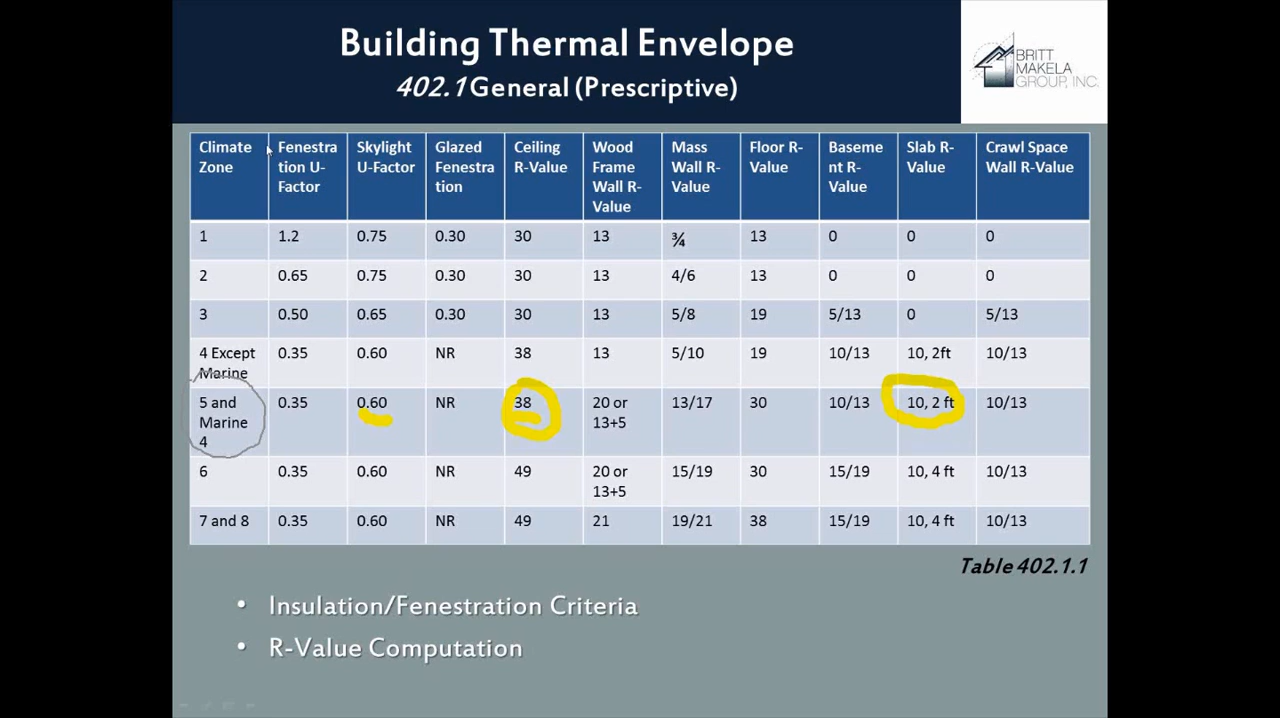 Building Thermal Envelope
402.1 General (Prescriptive)
BRITT
MAKELA
GROUP, INC.
Climate Zone Fenestra tion U-Factor Skylight U-Factor Glazed Fenestra tion Ceiling R-Value Wood Frame Wall R-Value Mass Wall R-Value Floor R-Value Baseme nt R-Value Slab R-Value Crawl Space Wall R-Value
1 1.2 0.75 0.30 30 13 ¾ 13 0 0 0
2 0.65 0.75 0.30 30 13 4/6 13 0 0 0
3 0.50 0.65 0.30 30 13 5/8 19 5/13 0 5/13
4 Except Marine 0.35 0.60 NR 38 13 5/10 19 10/13 10, 2ft 10/13
5 and Marine 4 0.35 0.60 NR 38 20 or 13+5 13/17 30 10/13 10, 2 ft 10/13
6 0.35 0.60 NR 49 20 or 13+5 15/19 30 15/19 10, 4 ft 10/13
7 and 8 0.35 0.60 NR 49 21 19/21 38 15/19 10, 4 ft 10/13
Table 402.1.1
• Insulation/Fenestration Criteria
• R-Value Computation